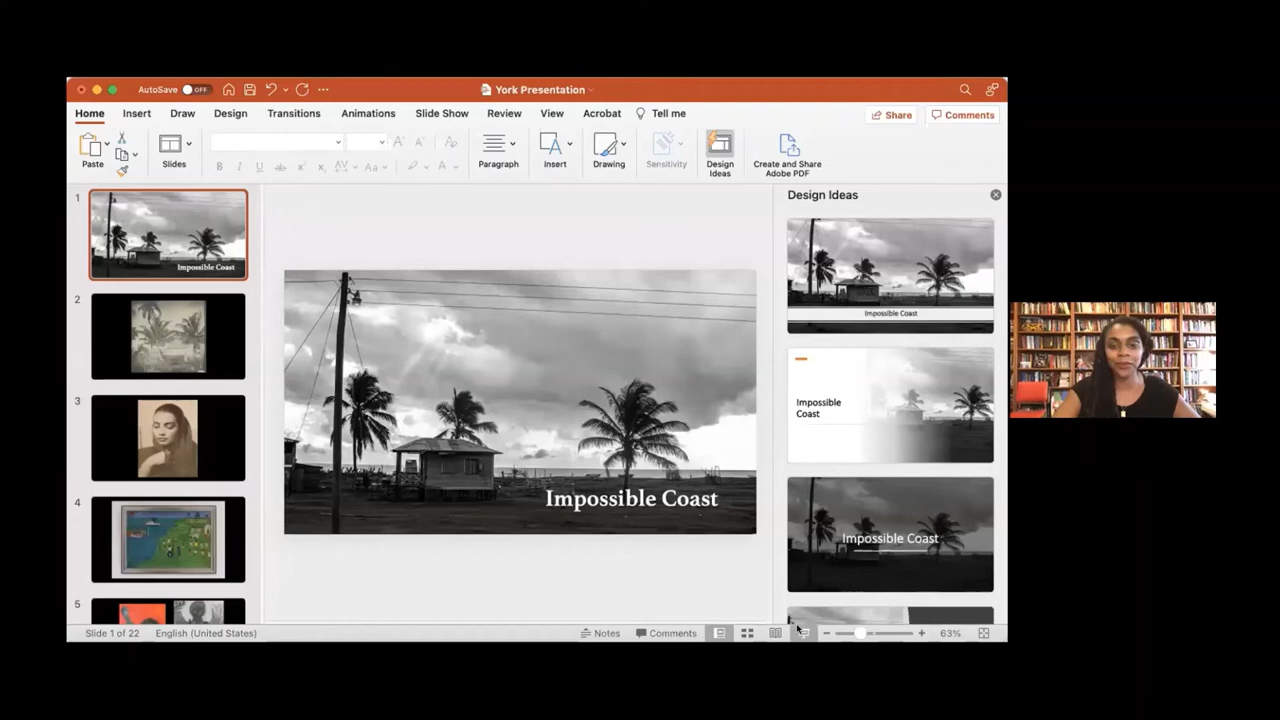 AutoSave OFF
York Presentation
Home Insert Draw Design Transitions Animations Slide Show Review View Acrobat Tell me
Share Comments
Paste Slides Paragraph Insert Drawing Sensitivity Design Ideas Create and Share Adobe PDF
Design Ideas
1
Impossible Coast
2
3
4
5
Impossible Coast
Impossible Coast
Impossible
Coast
Impossible Coast
Slide 1 of 22 English (United States) Notes Comments 63%